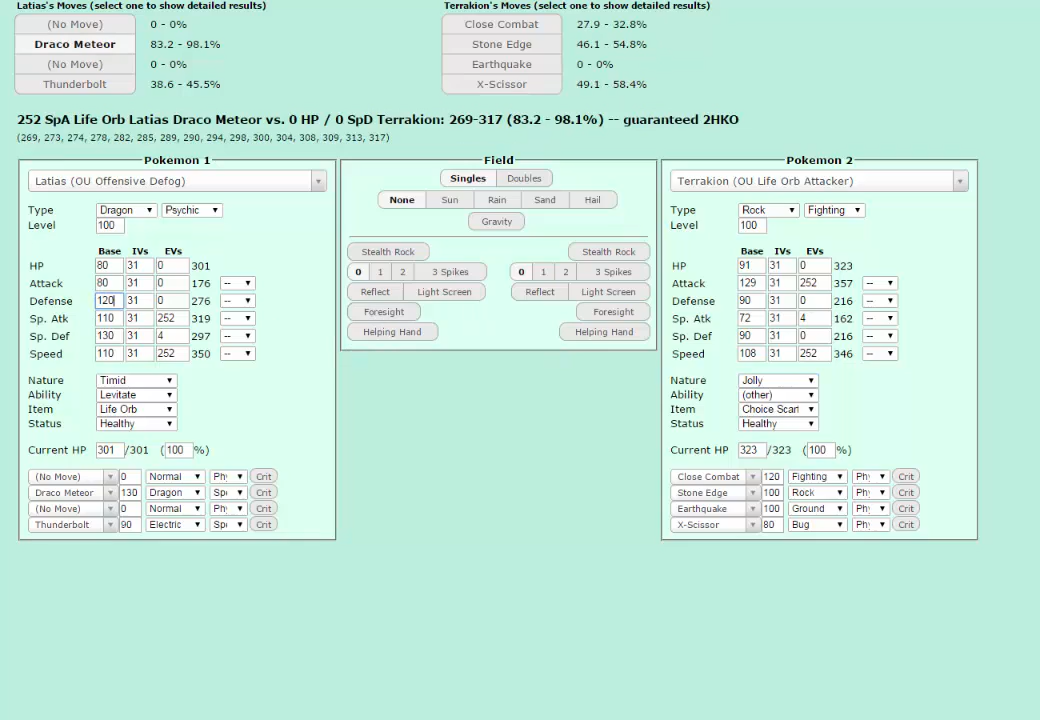 Latias's Moves (select one to show detailed results) Terrakion's Moves (select one to show detailed results)
(No Move) 0 - 0% Close Combat 27.9 - 32.8%
Draco Meteor 83.2 - 98.1% Stone Edge 46.1 - 54.8%
(No Move) 0 - 0% Earthquake 0 - 0%
Thunderbolt 38.6 - 45.5% X-Scissor 49.1 - 58.4%
252 SpA Life Orb Latias Draco Meteor vs. 0 HP / 0 SpD Terrakion: 269-317 (83.2 - 98.1%) -- guaranteed 2HKO
(269, 273, 274, 278, 282, 285, 289, 290, 294, 298, 300, 304, 308, 309, 313, 317)
Pokemon 1 Field Pokemon 2
Latias (OU Offensive Defog) Singles Doubles Terrakion (OU Life Orb Attacker)
None Sun Rain Sand Hail
Type Dragon Psychic Type Rock Fighting
Level 100 Gravity Level 100
Base IVs EVs Stealth Rock Stealth Rock Base IVs EVs
HP 80 31 0 301 0 1 2 3 Spikes 0 1 2 3 Spikes HP 91 31 0 323
Attack 80 31 0 176 -- Reflect Light Screen Reflect Light Screen Attack 129 31 252 357 --
Defense 120 31 0 276 -- Foresight Foresight Defense 90 31 0 216 --
Sp. Atk 110 31 252 319 -- Helping Hand Helping Hand Sp. Atk 72 31 4 162 --
Sp. Def 130 31 4 297 -- Sp. Def 90 31 0 216 --
Speed 110 31 252 350 -- Speed 108 31 252 346 --
Nature Timid Nature Jolly
Ability Levitate Ability (other)
Item Life Orb Item Choice Scarf
Status Healthy Status Healthy
Current HP 301 /301 (100 %) Current HP 323 /323 (100 %)
(No Move) 0 Normal Phy Crit Close Combat 120 Fighting Phy Crit
Draco Meteor 130 Dragon Spe Crit Stone Edge 100 Rock Phy Crit
(No Move) 0 Normal Phy Crit Earthquake 100 Ground Phy Crit
Thunderbolt 90 Electric Spe Crit X-Scissor 80 Bug Phy Crit